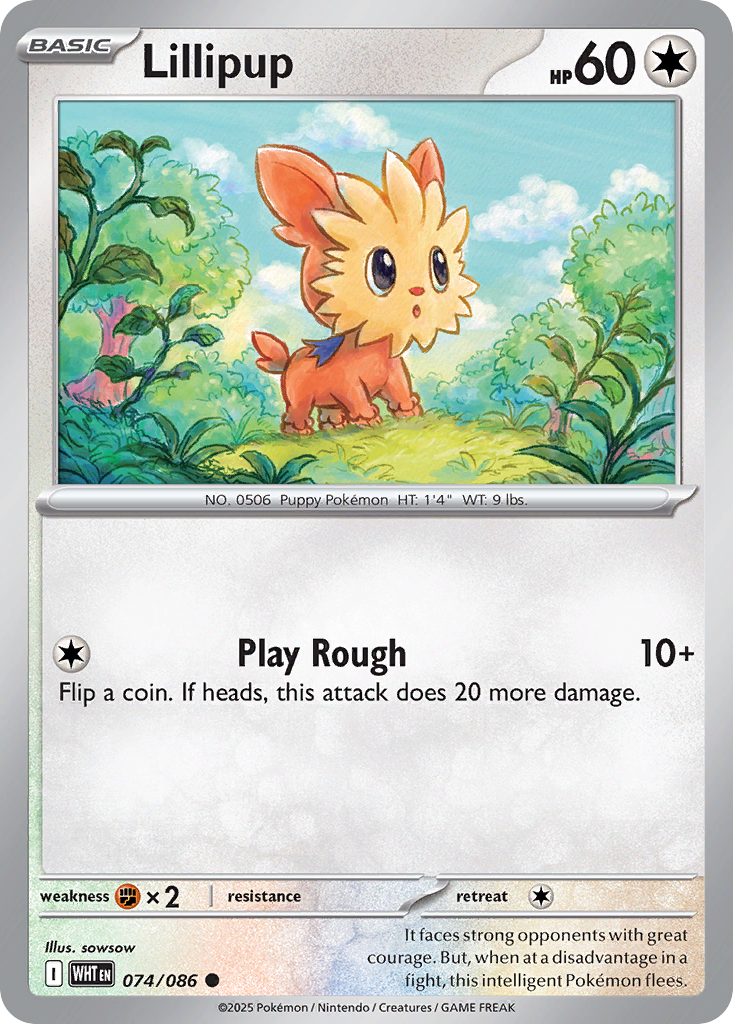 BASIC
Lillipup
HP 60
NO. 0506 Puppy Pokémon HT: 1'4" WT: 9 lbs.
Play Rough 10+
Flip a coin. If heads, this attack does 20 more damage.
weakness ×2 resistance retreat
Illus. sowsow
It faces strong opponents with great
courage. But, when at a disadvantage in a
fight, this intelligent Pokémon flees.
I WHT EN 074/086
©2025 Pokémon / Nintendo / Creatures / GAME FREAK